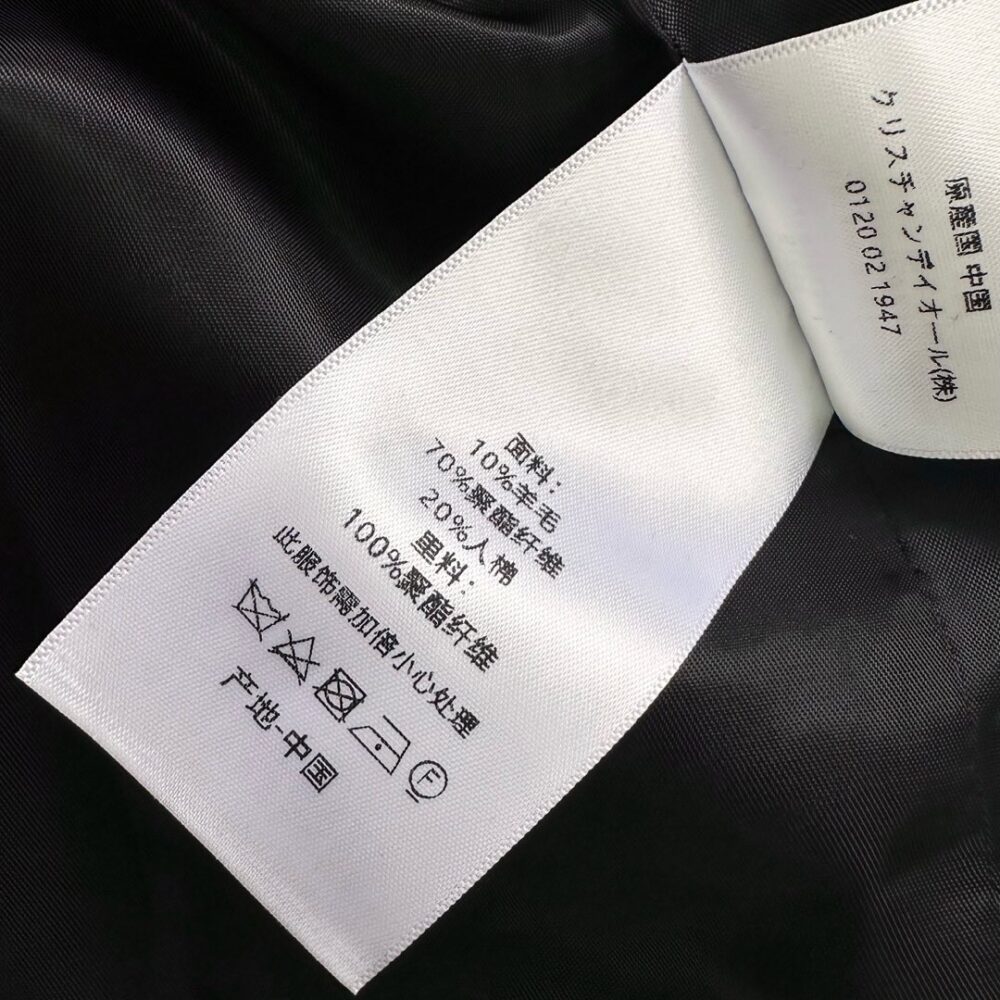 面料:
10%羊毛
70%聚酯纤维
20%人棉
里料:
100%聚酯纤维
此服饰需加倍小心处理
F
产地-中国
原産国 中国
クリスチャンディオール(株)
0120 02 1947